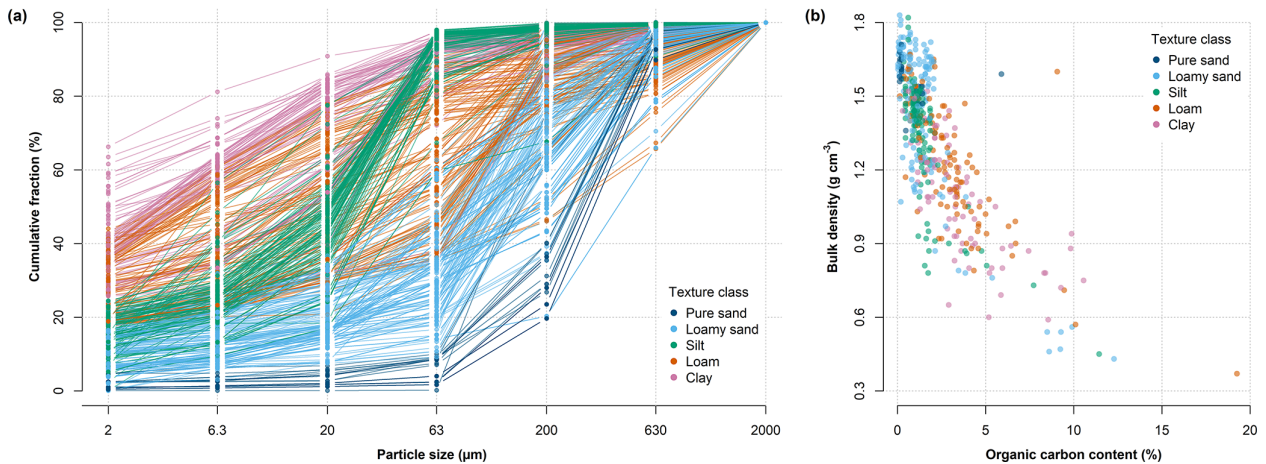 (a)
Cumulative fraction (%)
100
80
60
40
20
0
2
6.3
20
63
200
630
2000
Particle size (µm)
Texture class
Pure sand
Loamy sand
Silt
Loam
Clay
(b)
Bulk density (g cm⁻³)
1.8
1.5
1.2
0.9
0.6
0.3
0
5
10
15
20
Organic carbon content (%)
Texture class
Pure sand
Loamy sand
Silt
Loam
Clay